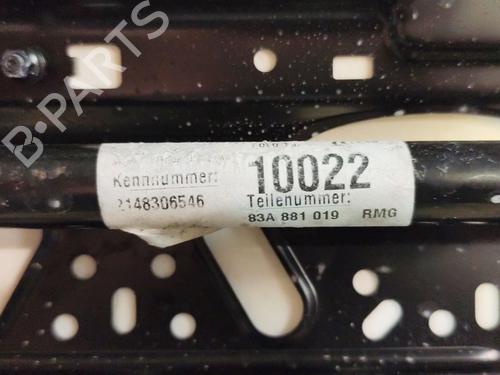 Kennnummer:
2148306546
10022
Teilenummer:
83A 881 019 RMG
B-PARTS